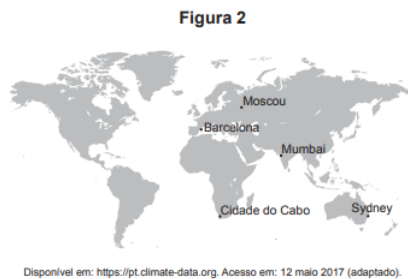 Figura 2
Moscou
Barcelona
Mumbai
Cidade do Cabo
Sydney
Disponível em: https://pt.climate-data.org. Acesso em: 12 maio 2017 (adaptado).